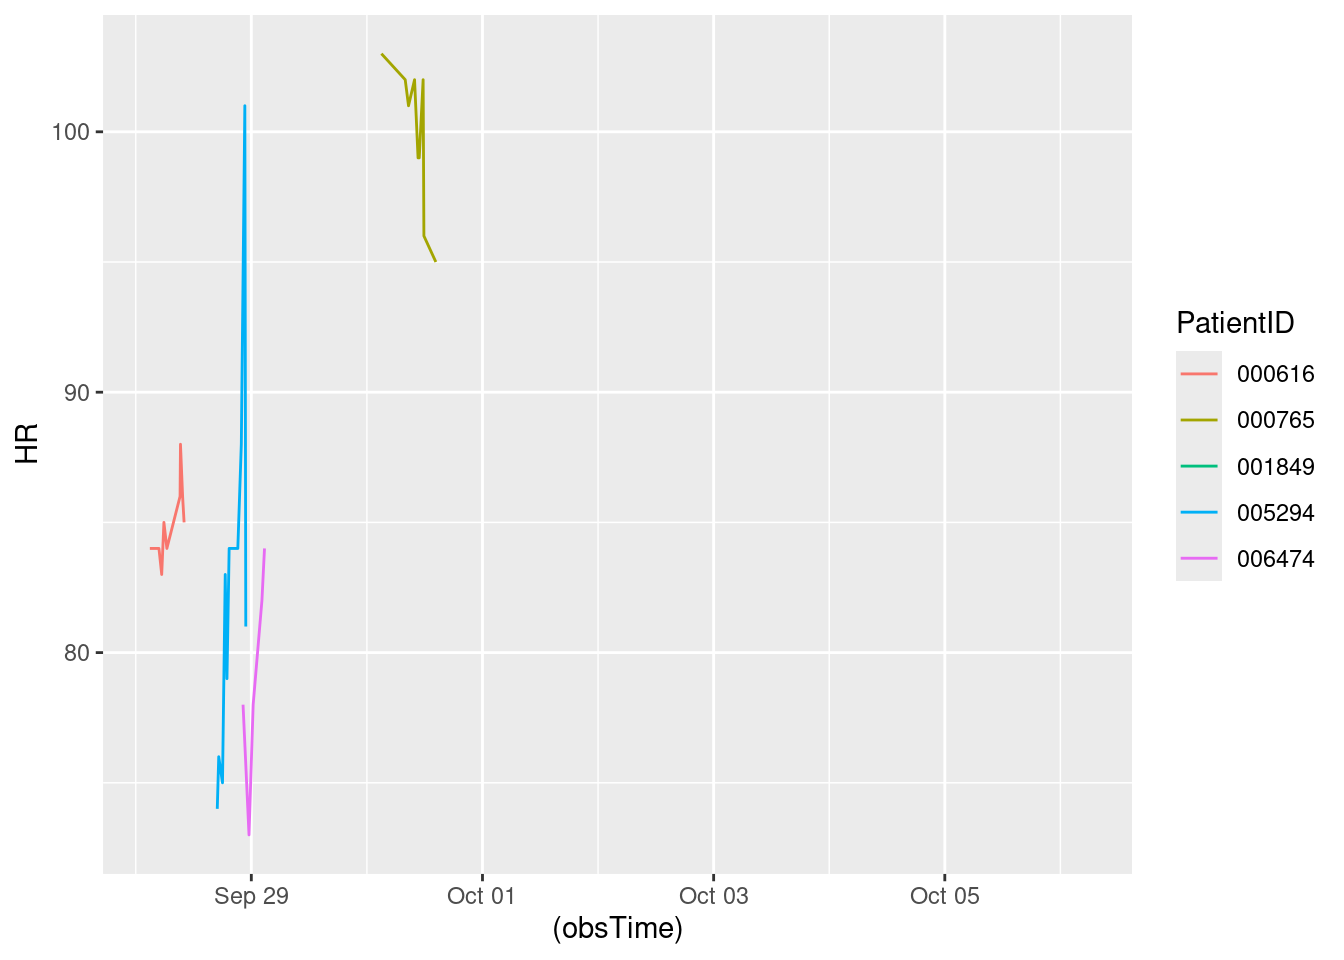 100
90
80
HR
Sep 29
Oct 01
Oct 03
Oct 05
(obsTime)
PatientID
000616
000765
001849
005294
006474